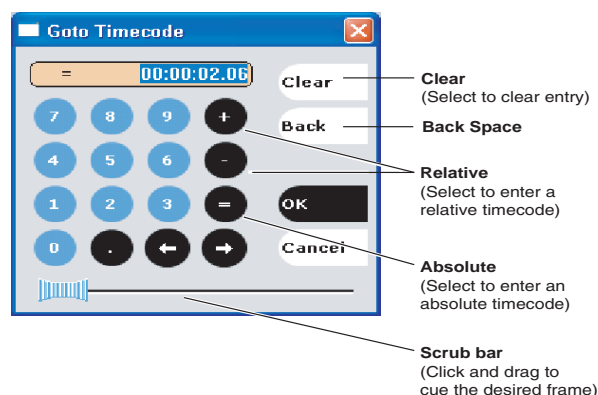 Goto Timecode
= 00:00:02.06
Clear
Back
7 8 9 +
4 5 6 -
1 2 3 =
0 . ← →
OK
Cancel
Clear
(Select to clear entry)
Back Space
Relative
(Select to enter a
relative timecode)
Absolute
(Select to enter an
absolute timecode)
Scrub bar
(Click and drag to
cue the desired frame)